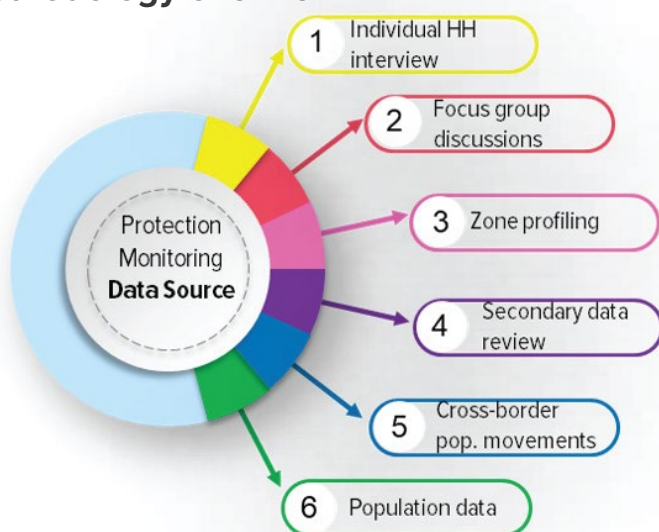 Protection
Monitoring
Data Source
1
Individual HH
interview
2
Focus group
discussions
3
Zone profiling
4
Secondary data
review
5
Cross-border
pop. movements
6
Population data